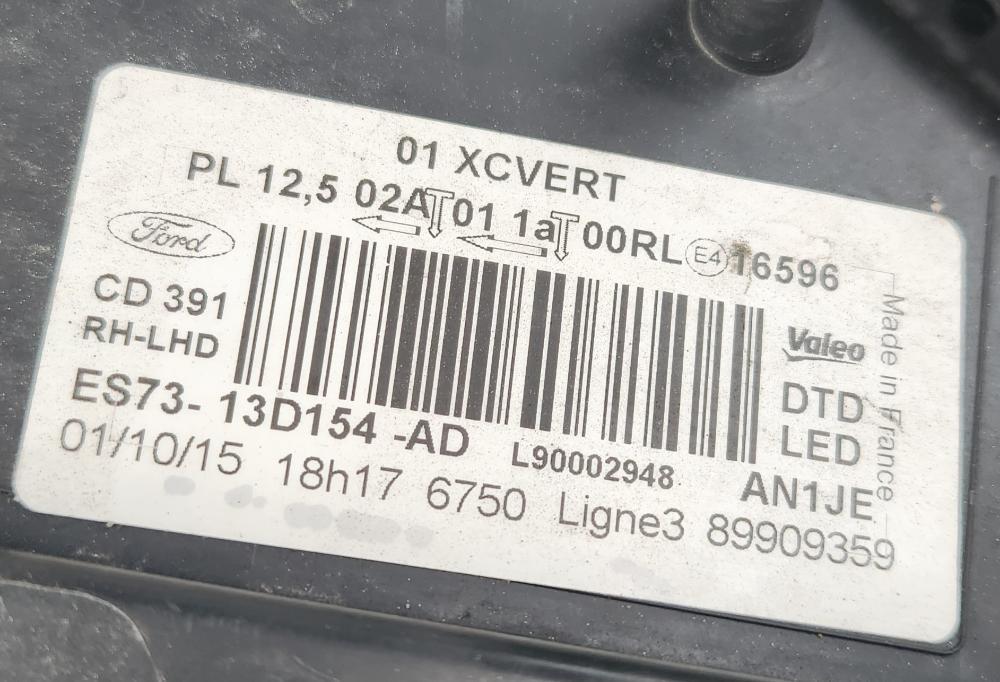 01 XCVERT
PL 12,5 02A 01 1a 00RL E4 16596
Ford
CD 391
RH-LHD
Valeo
DTD
LED
Made in France
ES73- 13D154 -AD
L90002948
AN1JE
01/10/15 18h17 6750 Ligne3 89909359